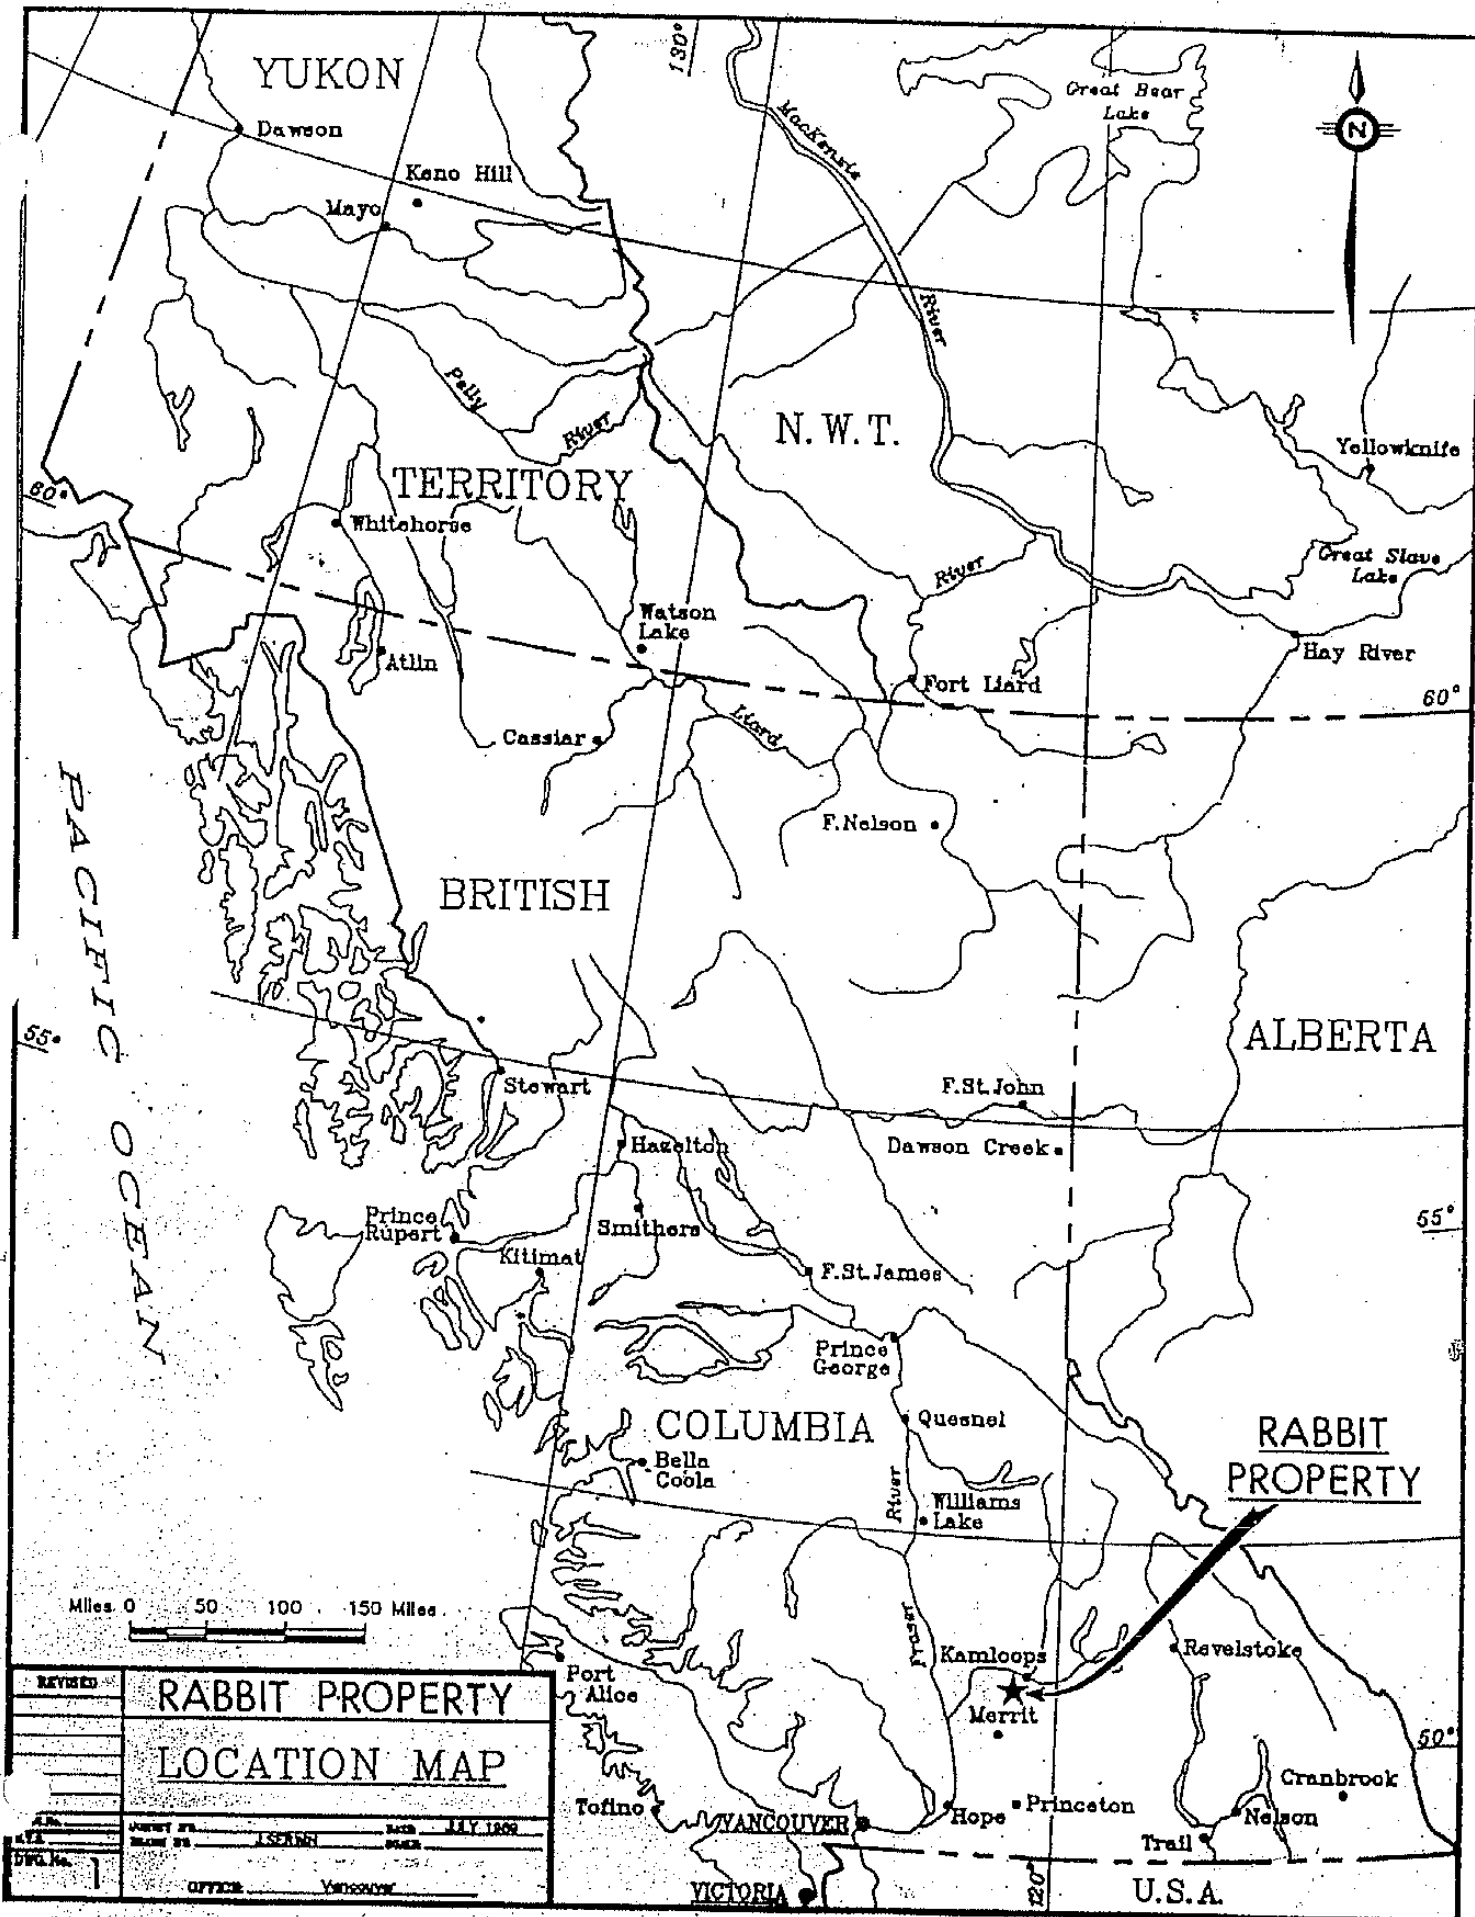 YUKON
130°
Great Bear
Lake
N
Dawson
MacKenzie
Keno Hill
Mayo
River
Pelly
River
N.W.T.
Yellowknife
TERRITORY
60°
Whitehorse
Great Slave
Lake
River
Watson
Lake
Atlin
Hay River
Fort Liard
60°
Liard
Cassiar
F.Nelson
PACIFIC OCEAN
BRITISH
55°
ALBERTA
Stewart
F.St.John
Hazelton
Dawson Creek
Prince
Rupert
Smithers
55°
Kitimat
F.St.James
Prince
George
COLUMBIA
Quesnel
RABBIT
PROPERTY
Bella
Coola
River
Williams
Lake
Miles 0 50 100 150 Miles
Fraser
Kamloops
Revelstoke
Port
Alice
Merrit
50°
Cranbrook
Tofino
VANCOUVER
Hope
Princeton
Nelson
Trail
VICTORIA
120°
U.S.A.
REVISED
RABBIT PROPERTY
LOCATION MAP
DATE
N.T.S.
DWG. No. 1
OFFICE Vancouver